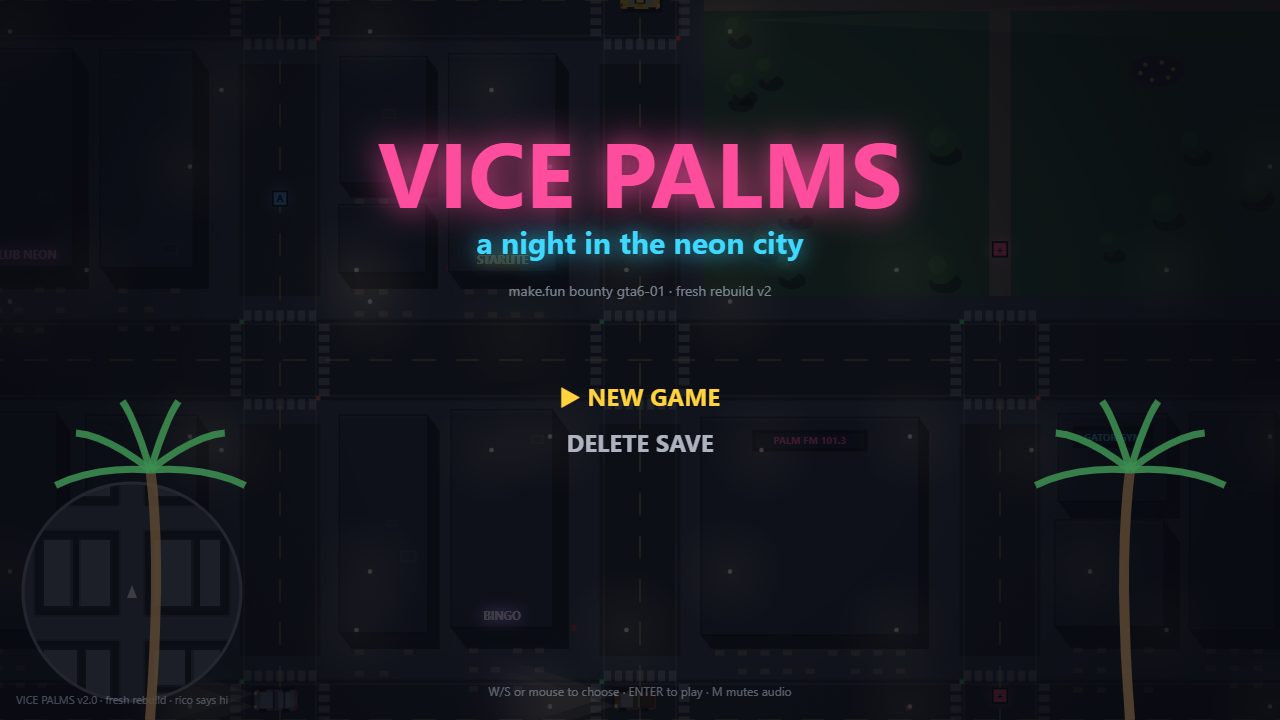 CLUB NEON
A
VICE PALMS
a night in the neon city
STARLITE
make.fun bounty gta6-01 · fresh rebuild v2
▶ NEW GAME
DELETE SAVE
PALM FM 101.3
GATOR GYM
BINGO
W/S or mouse to choose · ENTER to play · M mutes audio
VICE PALMS v2.0 · fresh rebuild · rico says hi